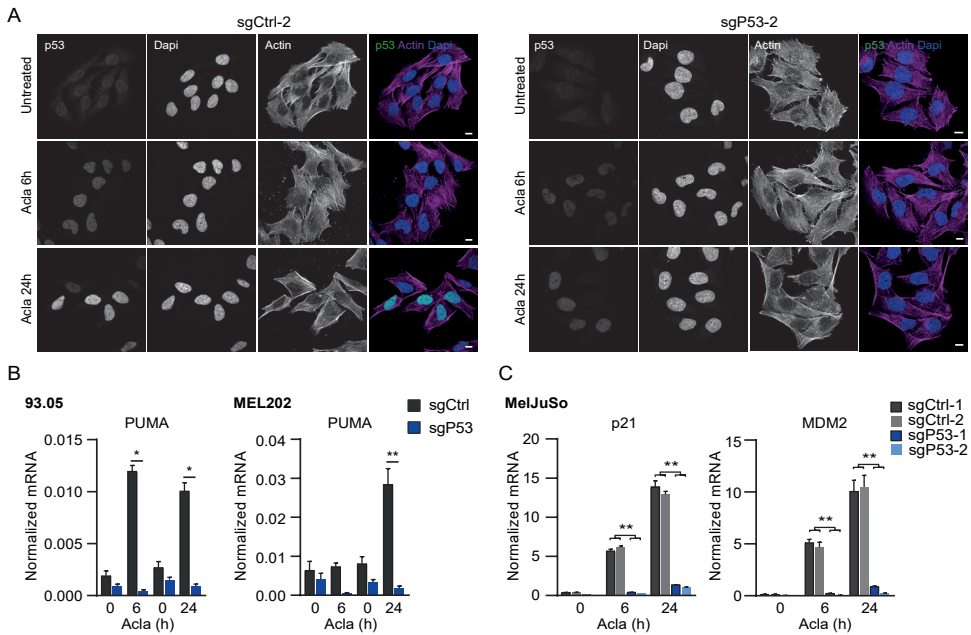 A
sgCtrl-2
sgP53-2
p53 Dapi Actin p53 Actin Dapi
p53 Dapi Actin p53 Actin Dapi
Untreated
Untreated
Acla 6h
Acla 6h
Acla 24h
Acla 24h
B
93.05
PUMA
Normalized mRNA
0.015
0.010
0.005
0.000
*
*
0 6 0 24
Acla (h)
MEL202
PUMA
Normalized mRNA
0.04
0.03
0.02
0.01
0.00
**
0 6 0 24
Acla (h)
sgCtrl
sgP53
C
MelJuSo
p21
Normalized mRNA
20
15
10
5
0
**
**
0 6 24
Acla (h)
MDM2
Normalized mRNA
15
10
5
0
**
**
0 6 24
Acla (h)
sgCtrl-1
sgCtrl-2
sgP53-1
sgP53-2